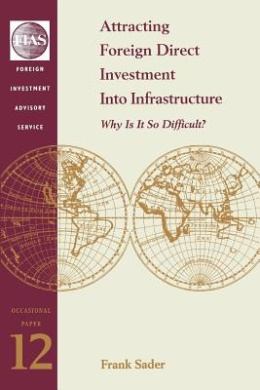 FIAS
FOREIGN
INVESTMENT
ADVISORY
SERVICE
Attracting
Foreign Direct
Investment
Into Infrastructure
Why Is It So Difficult?
OCCASIONAL
PAPER
12
Frank Sader